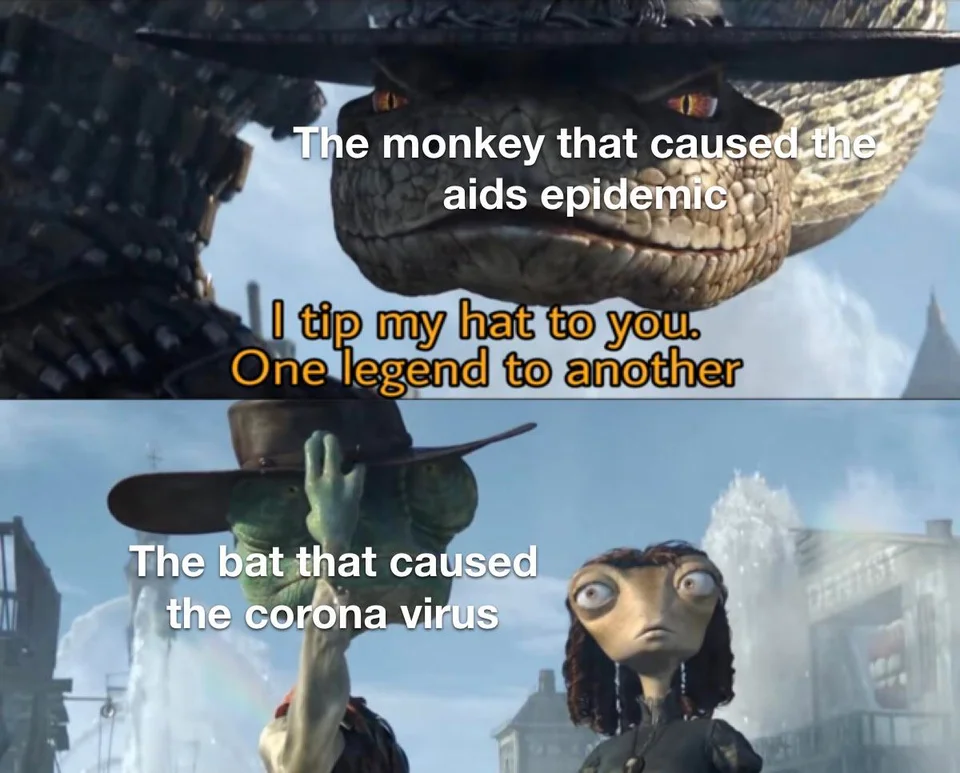 The monkey that caused the
aids epidemic
I tip my hat to you.
One legend to another
The bat that caused
the corona virus